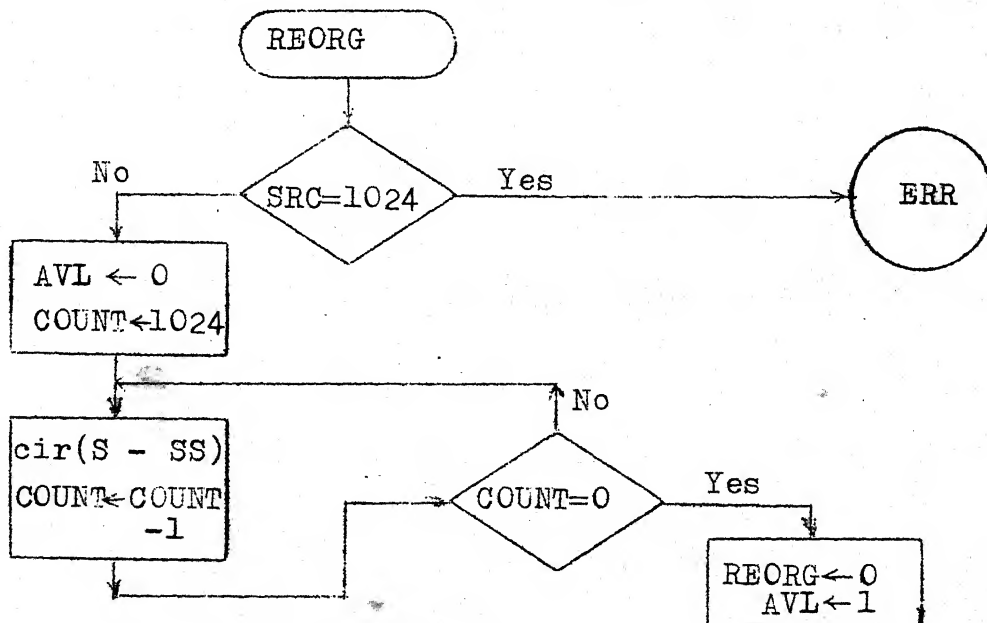 REORG
No
SRC=1024
Yes
ERR
AVL ← 0
COUNT←1024
No
cir(S - SS)
COUNT←COUNT
-1
COUNT=0
Yes
REORG←0
AVL←1